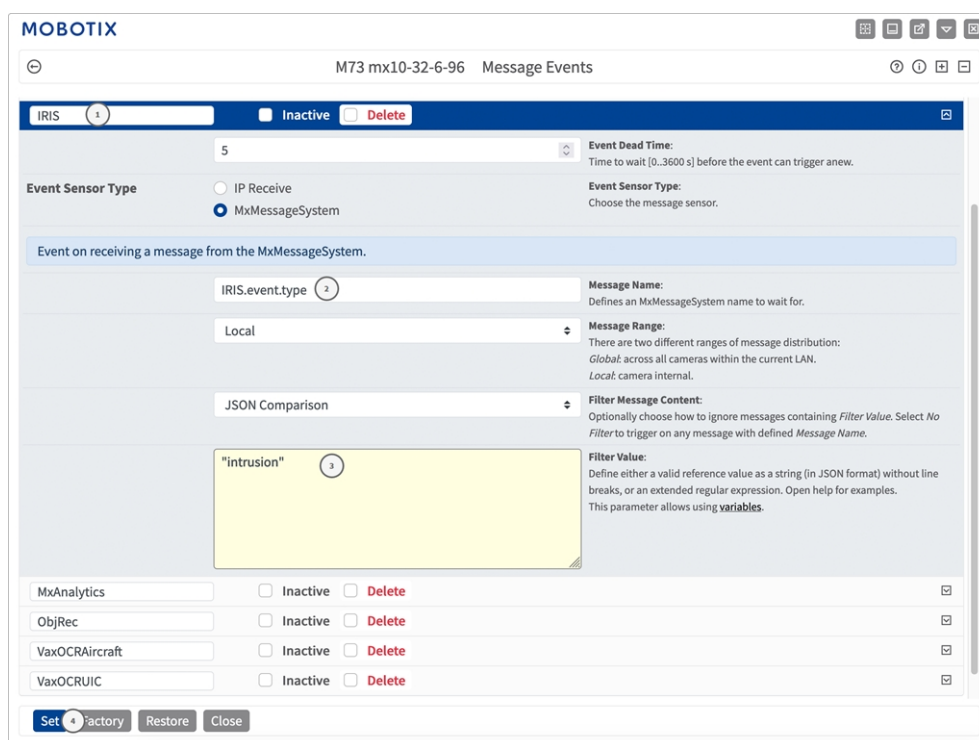 MOBOTIX
M73 mx10-32-6-96 Message Events
IRIS 1 Inactive Delete
5
Event Dead Time:
Time to wait [0..3600 s] before the event can trigger anew.
Event Sensor Type
IP Receive
MxMessageSystem
Event Sensor Type:
Choose the message sensor.
Event on receiving a message from the MxMessageSystem.
IRIS.event.type 2
Message Name:
Defines an MxMessageSystem name to wait for.
Local
Message Range:
There are two different ranges of message distribution:
Global: across all cameras within the current LAN.
Local: camera internal.
JSON Comparison
Filter Message Content:
Optionally choose how to ignore messages containing Filter Value. Select No
Filter to trigger on any message with defined Message Name.
"intrusion" 3
Filter Value:
Define either a valid reference value as a string (in JSON format) without line
breaks, or an extended regular expression. Open help for examples.
This parameter allows using variables.
MxAnalytics Inactive Delete
ObjRec Inactive Delete
VaxOCRAircraft Inactive Delete
VaxOCRUIC Inactive Delete
Set 4 actory Restore Close